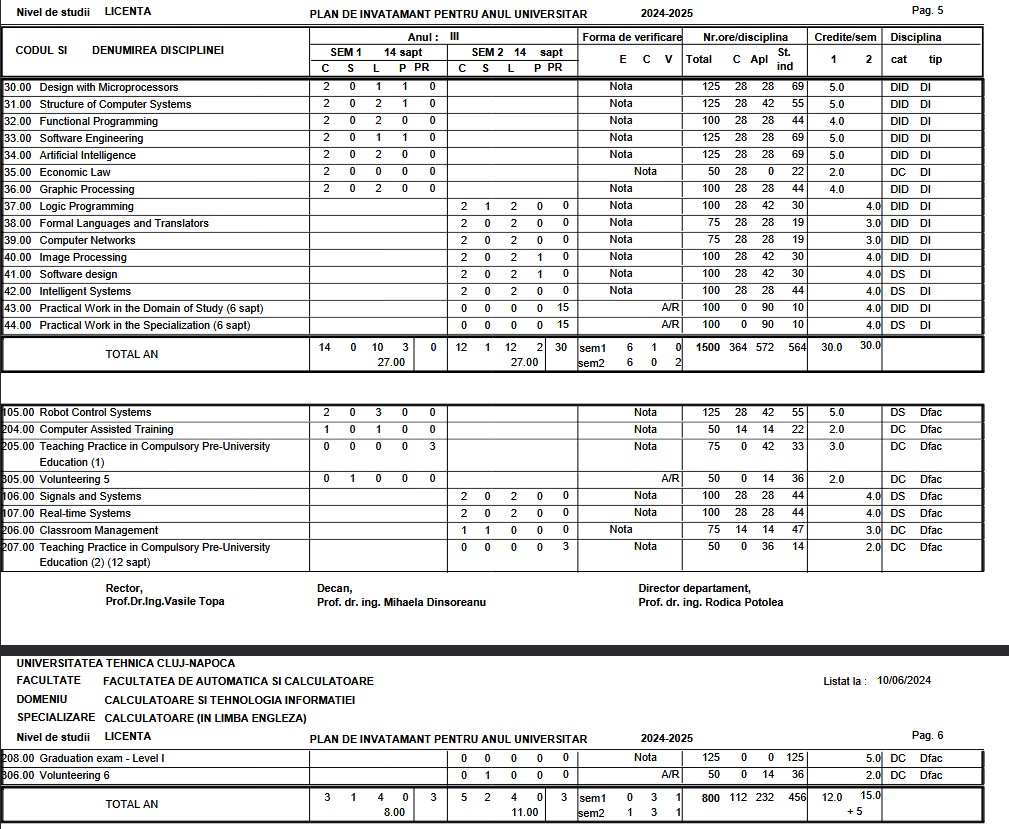 Nivel de studii LICENTA PLAN DE INVATAMANT PENTRU ANUL UNIVERSITAR 2024-2025 Pag. 5
CODUL SI DENUMIREA DISCIPLINEI Anul : III Forma de verificare Nr.ore/disciplina Credite/sem Disciplina
SEM 1 14 sapt SEM 2 14 sapt
C S L P PR C S L P PR E C V Total C Apl St. ind 1 2 cat tip
30.00 Design with Microprocessors 2 0 1 1 0 Nota 125 28 28 69 5.0 DID DI
31.00 Structure of Computer Systems 2 0 2 1 0 Nota 125 28 42 55 5.0 DID DI
32.00 Functional Programming 2 0 2 0 0 Nota 100 28 28 44 4.0 DID DI
33.00 Software Engineering 2 0 1 1 0 Nota 125 28 28 69 5.0 DID DI
34.00 Artificial Intelligence 2 0 2 0 0 Nota 125 28 28 69 5.0 DID DI
35.00 Economic Law 2 0 0 0 0 Nota 50 28 0 22 2.0 DC DI
36.00 Graphic Processing 2 0 2 0 0 Nota 100 28 28 44 4.0 DID DI
37.00 Logic Programming 2 1 2 0 0 Nota 100 28 42 30 4.0 DID DI
38.00 Formal Languages and Translators 2 0 2 0 0 Nota 75 28 28 19 3.0 DID DI
39.00 Computer Networks 2 0 2 0 0 Nota 75 28 28 19 3.0 DID DI
40.00 Image Processing 2 0 2 1 0 Nota 100 28 42 30 4.0 DID DI
41.00 Software design 2 0 2 1 0 Nota 100 28 42 30 4.0 DS DI
42.00 Intelligent Systems 2 0 2 0 0 Nota 100 28 28 44 4.0 DS DI
43.00 Practical Work in the Domain of Study (6 sapt) 0 0 0 0 15 A/R 100 0 90 10 4.0 DID DI
44.00 Practical Work in the Specialization (6 sapt) 0 0 0 0 15 A/R 100 0 90 10 4.0 DS DI
TOTAL AN 14 0 10 3 0 12 1 12 2 30 sem1 6 1 0 1500 364 572 564 30.0 30.0
27.00 27.00 sem2 6 0 2
105.00 Robot Control Systems 2 0 3 0 0 Nota 125 28 42 55 5.0 DS Dfac
204.00 Computer Assisted Training 1 0 1 0 0 Nota 50 14 14 22 2.0 DC Dfac
205.00 Teaching Practice in Compulsory Pre-University 0 0 0 0 3 Nota 75 0 42 33 3.0 DC Dfac
Education (1)
305.00 Volunteering 5 0 1 0 0 0 A/R 50 0 14 36 2.0 DC Dfac
106.00 Signals and Systems 2 0 2 0 0 Nota 100 28 28 44 4.0 DS Dfac
107.00 Real-time Systems 2 0 2 0 0 Nota 100 28 28 44 4.0 DS Dfac
206.00 Classroom Management 1 1 0 0 0 Nota 75 14 14 47 3.0 DC Dfac
207.00 Teaching Practice in Compulsory Pre-University 0 0 0 0 3 Nota 50 0 36 14 2.0 DC Dfac
Education (2) (12 sapt)
Rector, Decan, Director departament,
Prof.Dr.Ing.Vasile Topa Prof. dr. ing. Mihaela Dinsoreanu Prof. dr. ing. Rodica Potolea
UNIVERSITATEA TEHNICA CLUJ-NAPOCA
FACULTATE FACULTATEA DE AUTOMATICA SI CALCULATOARE Listat la : 10/06/2024
DOMENIU CALCULATOARE SI TEHNOLOGIA INFORMATIEI
SPECIALIZARE CALCULATOARE (IN LIMBA ENGLEZA)
Nivel de studii LICENTA PLAN DE INVATAMANT PENTRU ANUL UNIVERSITAR 2024-2025 Pag. 6
208.00 Graduation exam - Level I 0 0 0 0 0 Nota 125 0 0 125 5.0 DC Dfac
306.00 Volunteering 6 0 1 0 0 0 A/R 50 0 14 36 2.0 DC Dfac
TOTAL AN 3 1 4 0 3 5 2 4 0 3 sem1 0 3 1 800 112 232 456 12.0 15.0
8.00 11.00 sem2 1 3 1 + 5